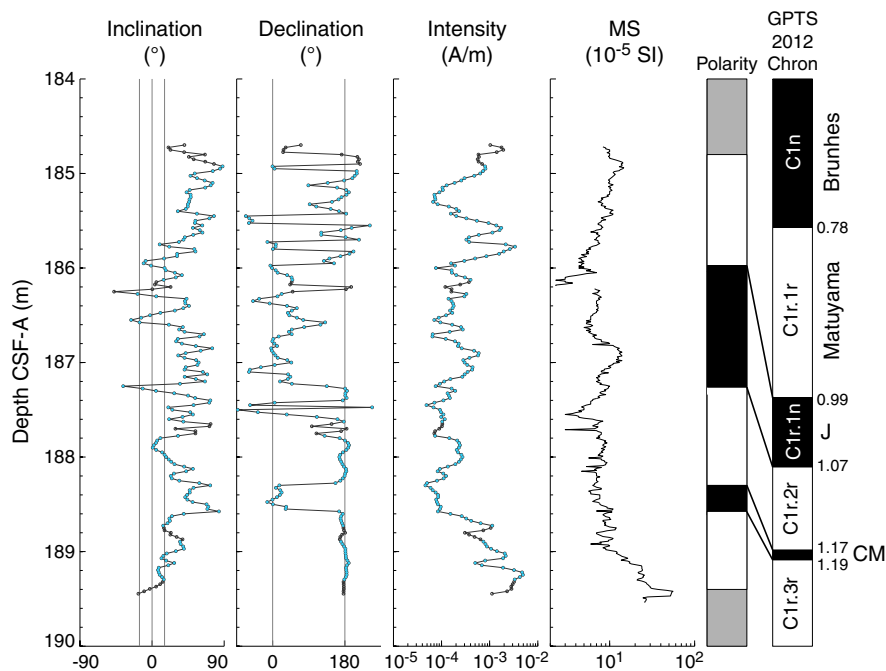 Inclination
(°)
Declination
(°)
Intensity
(A/m)
MS
(10-5 SI)
Polarity
GPTS
2012
Chron
Depth CSF-A (m)
184
185
186
187
188
189
190
-90
0
90
0
180
10-5
10-4
10-3
10-2
101
102
C1n
C1r.1r
C1r.1n
C1r.2r
C1r.3r
0.78
0.99
1.07
1.17
1.19
Brunhes
Matuyama
J
CM